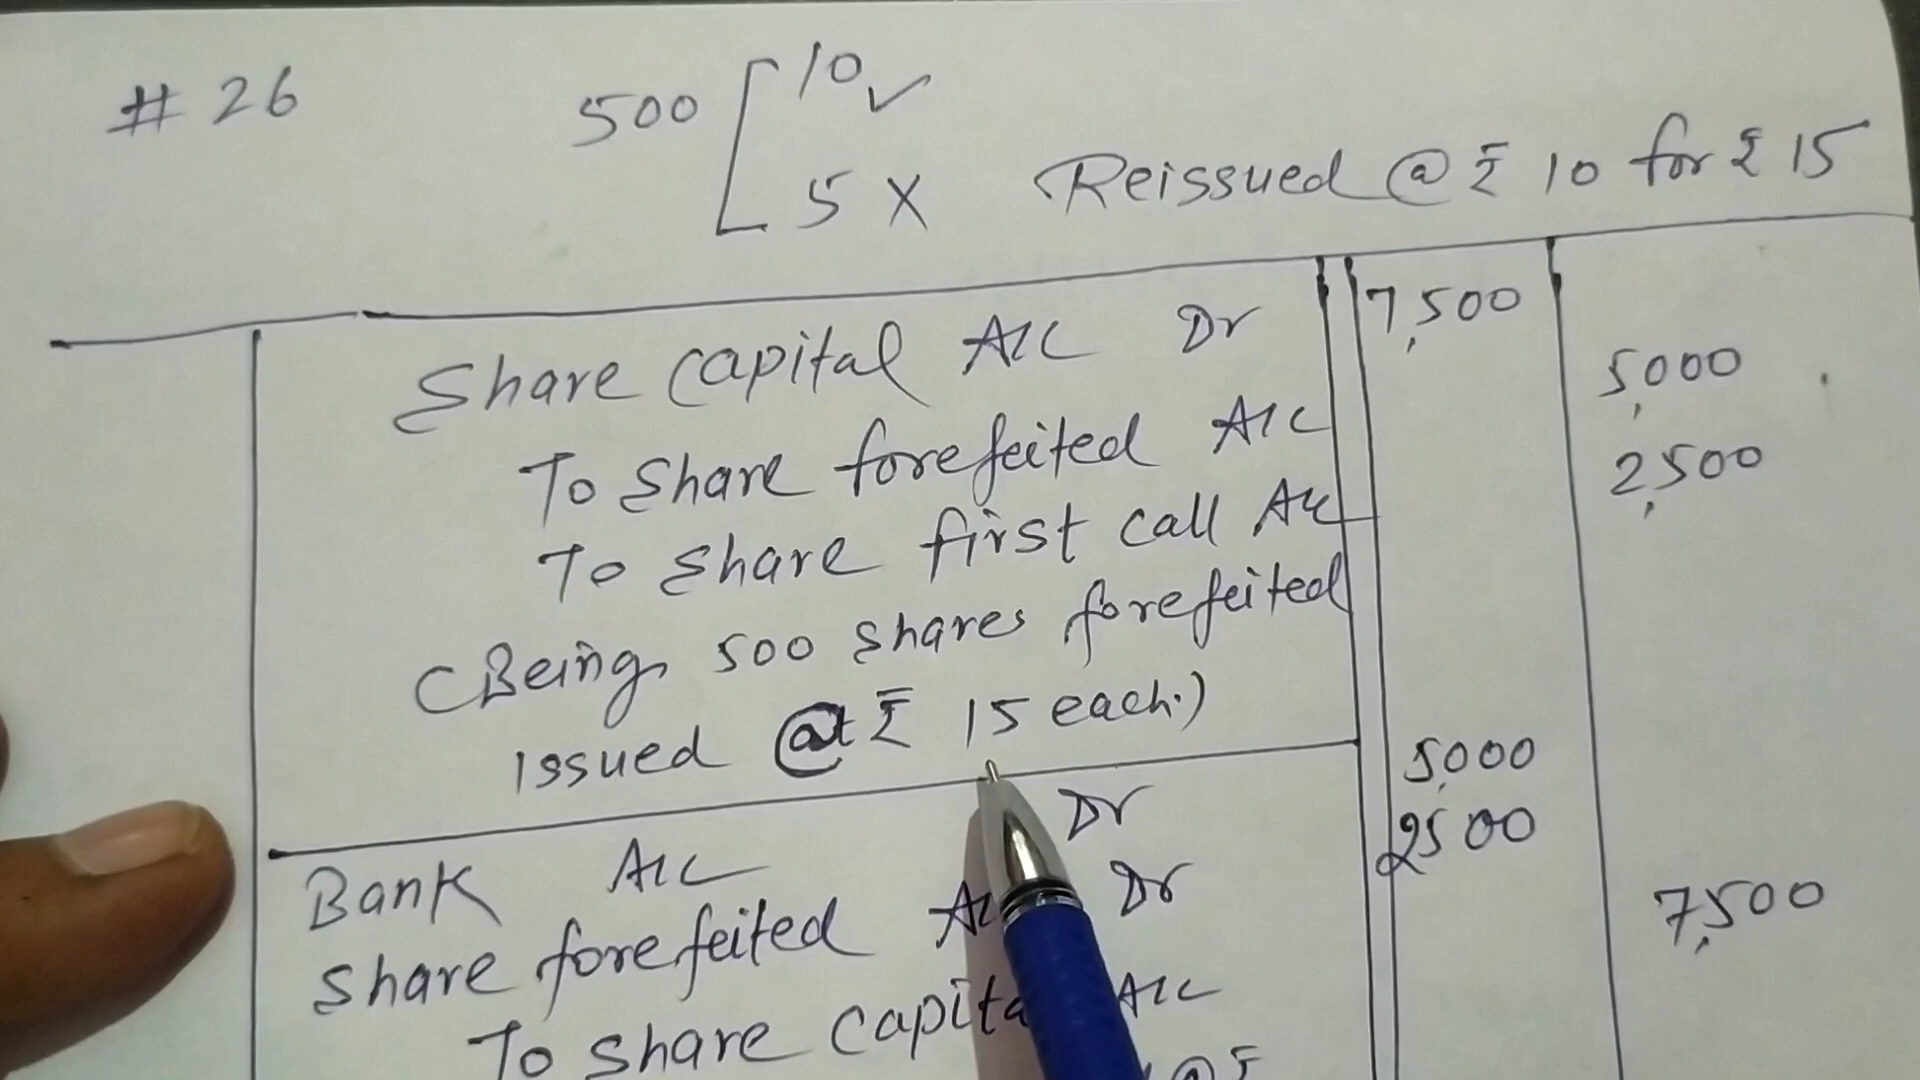 # 26
500 [ 10 ✓
5 X Reissued @ ₹ 10 for ₹ 15
Share Capital A/c Dr 7,500
To Share forefeited A/c 5,000
To Share first call A/c 2,500
(Being 500 shares forefeited
issued @ ₹ 15 each.)
Bank A/c Dr 5,000
Share forefeited Dr 2500
To Share A/c 7,500
@ ₹